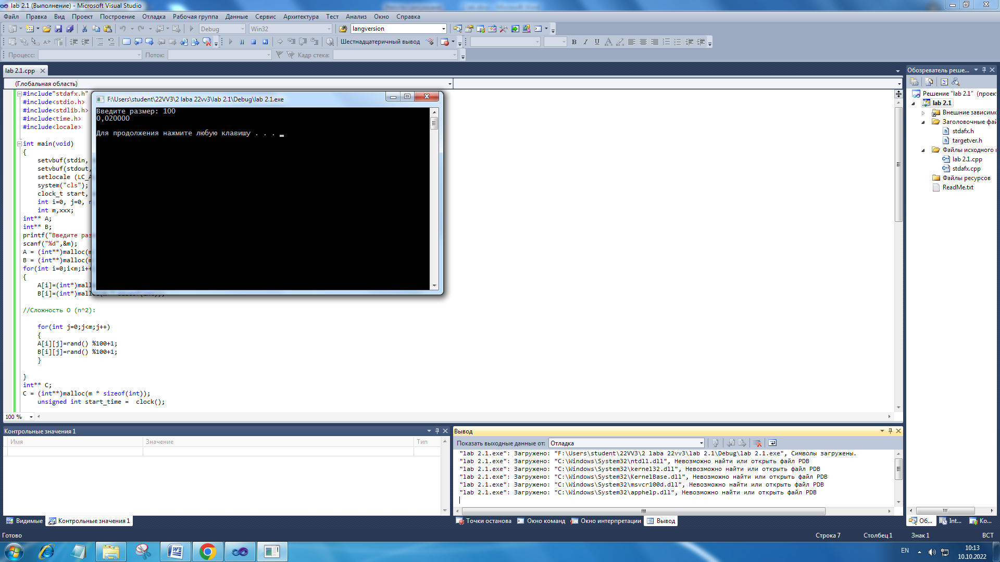 lab 2.1 (Выполнение) - Microsoft Visual Studio
Файл Правка Вид Проект Построение Отладка Рабочая группа Данные Сервис Архитектура Тест Анализ Окно Справка
Debug Win32 langversion
Шестнадцатеричный вывод
Процесс: Поток: Кадр стека:
lab 2.1.cpp
(Глобальная область)
#include"stdafx.h"
#include<stdio.h>
#include<stdlib.h>
#include<time.h>
#include<locale>
int main(void)
{
setvbuf(stdin,
setvbuf(stdout,
setlocale (LC_A
system("cls");
clock_t start,
int i=0, j=0,
int m,xxx;
int** A;
int** B;
printf("Введите раз
scanf("%d",&m);
A = (int**)malloc(m
B = (int**)malloc(m
for(int i=0;i<m;i++
{
A[i]=(int*)mall
B[i]=(int*)malloc(m * sizeof(int));
//Сложность O (n^2):
for(int j=0;j<m;j++)
{
A[i][j]=rand() %100+1;
B[i][j]=rand() %100+1;
}
}
int** C;
C = (int**)malloc(m * sizeof(int));
unsigned int start_time = clock();
100 %
F:\Users\student\22VV3\2 laba 22vv3\lab 2.1\Debug\lab 2.1.exe
Введите размер: 100
0,020000
Для продолжения нажмите любую клавишу . . .
Обозреватель реше...
Решение "lab 2.1" (проек
lab 2.1
Внешние зависимо
Заголовочные фай
stdafx.h
targetver.h
Файлы исходного
lab 2.1.cpp
stdafx.cpp
Файлы ресурсов
ReadMe.txt
Контрольные значения 1
Имя Значение Тип
Видимые Контрольные значения 1
Вывод
Показать выходные данные от: Отладка
"lab 2.1.exe": Загружено: "F:\Users\student\22VV3\2 laba 22vv3\lab 2.1\Debug\lab 2.1.exe", Символы загружены.
"lab 2.1.exe": Загружено: "C:\Windows\System32\ntdll.dll", Невозможно найти или открыть файл PDB
"lab 2.1.exe": Загружено: "C:\Windows\System32\kernel32.dll", Невозможно найти или открыть файл PDB
"lab 2.1.exe": Загружено: "C:\Windows\System32\KernelBase.dll", Невозможно найти или открыть файл PDB
"lab 2.1.exe": Загружено: "C:\Windows\System32\msvcr100d.dll", Невозможно найти или открыть файл PDB
"lab 2.1.exe": Загружено: "C:\Windows\System32\apphelp.dll", Невозможно найти или открыть файл PDB
Точки останова Окно команд Окно интерпретации Вывод
Об... Int... Ко...
Готово Строка 7 Столбец 1 Знак 1 ВСТ
EN 10:13
10.10.2022